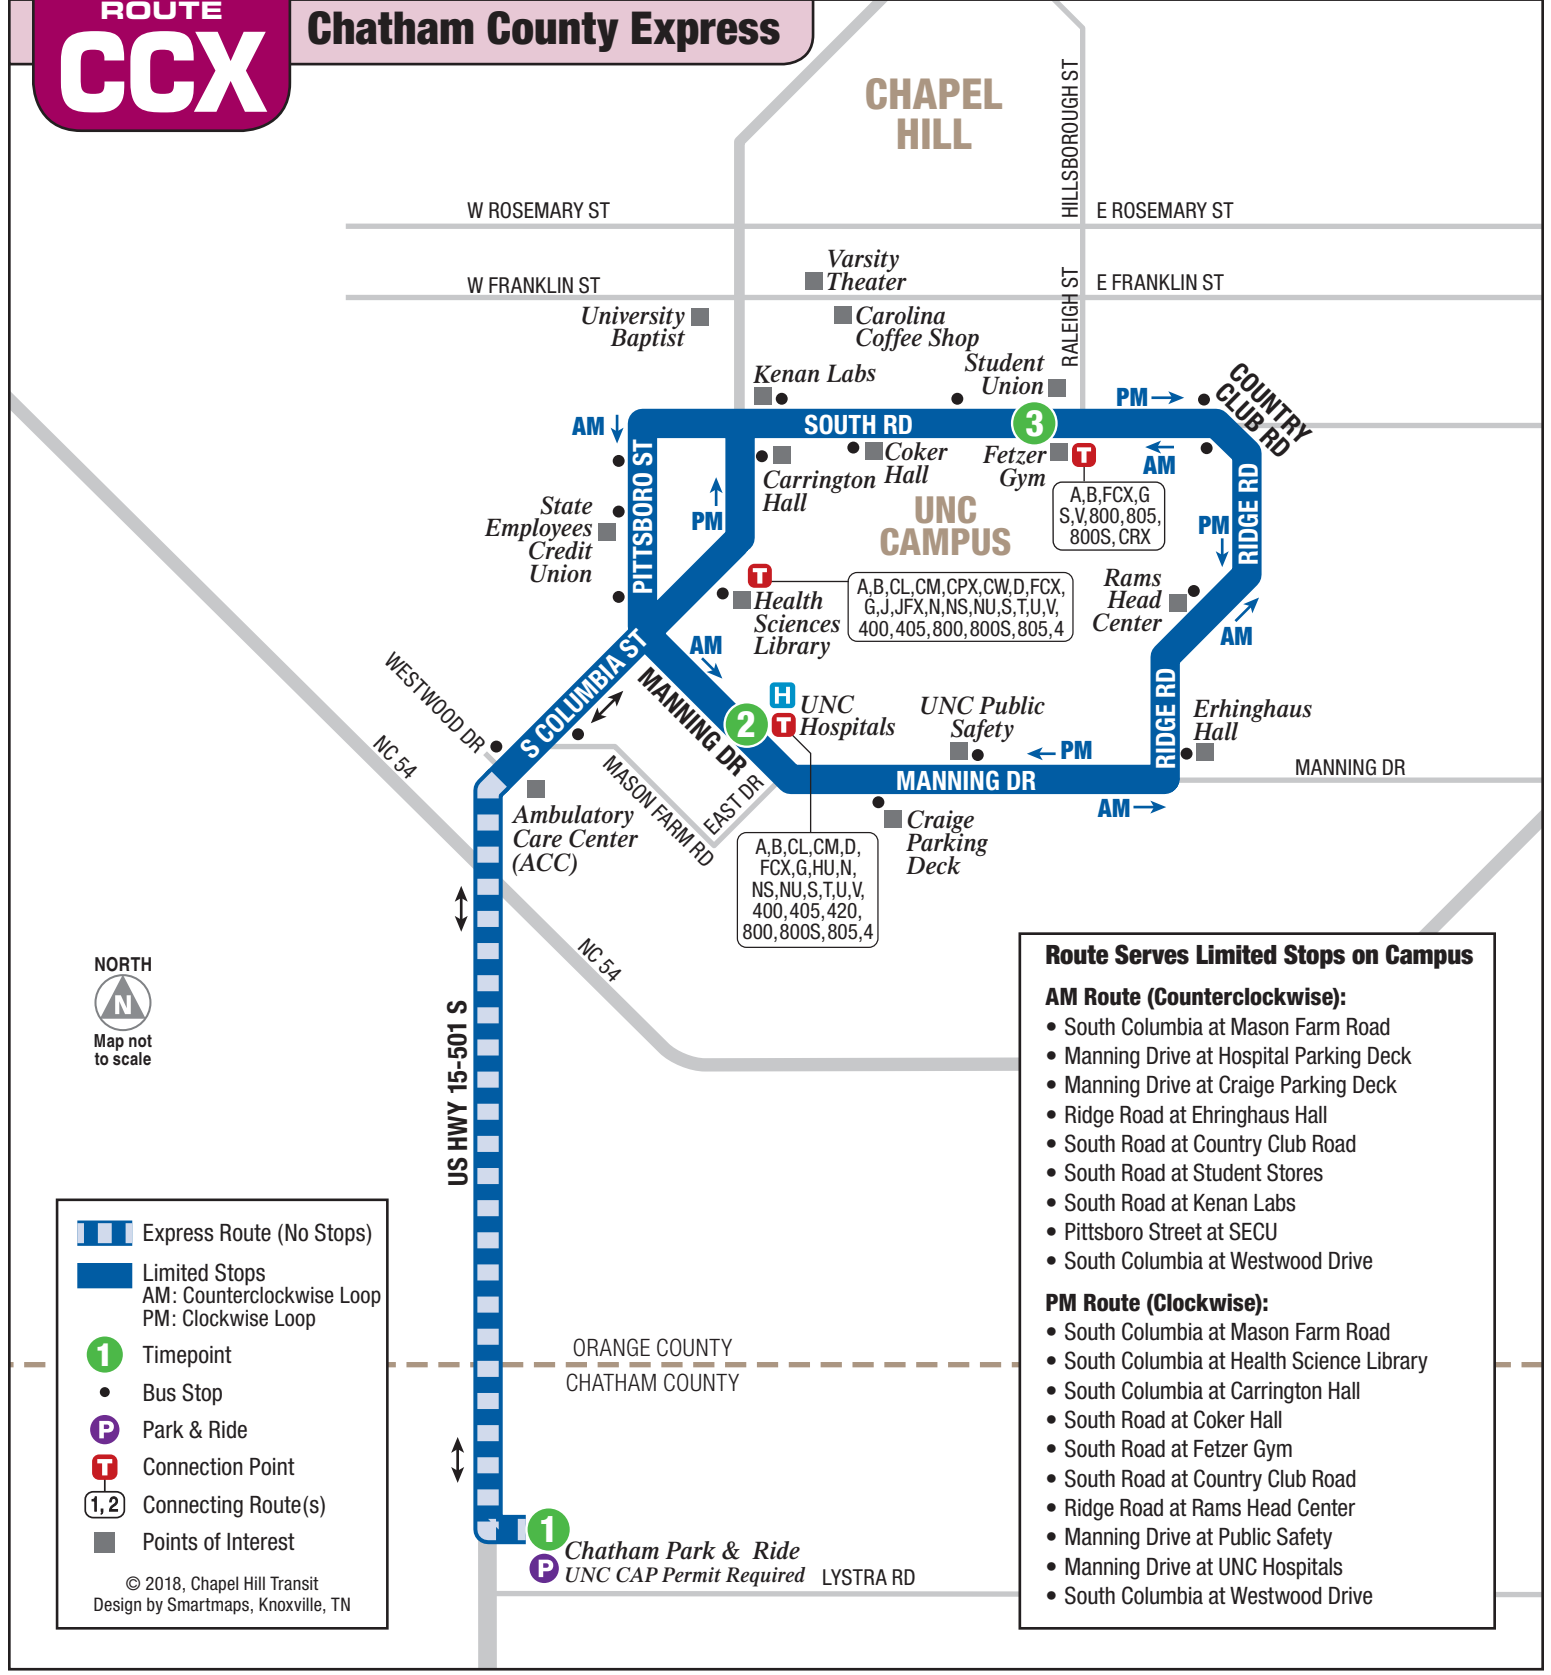 ROUTE
CCX
Chatham County Express
CHAPEL
HILL
HILLSBOROUGH ST
W ROSEMARY ST
E ROSEMARY ST
Varsity
Theater
W FRANKLIN ST
E FRANKLIN ST
RALEIGH ST
University
Baptist
Carolina
Coffee Shop
Student
Union
Kenan Labs
COUNTRY
CLUB RD
PM
AM
SOUTH RD
3
AM
Coker
Hall
Carrington
Hall
Fetzer
Gym
T
A,B,FCX,G
S,V,800,805,
800S, CRX
PITTSBORO ST
PM
UNC
CAMPUS
PM
RIDGE RD
State
Employees
Credit
Union
T
Health
Sciences
Library
A,B,CL,CM,CPX,CW,D,FCX,
G,J,JFX,N,NS,NU,S,T,U,V,
400,405,800,800S,805,4
Rams
Head
Center
AM
AM
S COLUMBIA ST
WESTWOOD DR
NC 54
MANNING DR
2
H
T
UNC
Hospitals
UNC Public
Safety
PM
RIDGE RD
Erhinghaus
Hall
MANNING DR
MANNING DR
AM
MASON FARM RD
EAST DR
Ambulatory
Care Center
(ACC)
Craige
Parking
Deck
A,B,CL,CM,D,
FCX,G,HU,N,
NS,NU,S,T,U,V,
400,405,420,
800,800S,805,4
NC 54
NORTH
N
Map not
to scale
US HWY 15-501 S
Route Serves Limited Stops on Campus
AM Route (Counterclockwise):
• South Columbia at Mason Farm Road
• Manning Drive at Hospital Parking Deck
• Manning Drive at Craige Parking Deck
• Ridge Road at Ehringhaus Hall
• South Road at Country Club Road
• South Road at Student Stores
• South Road at Kenan Labs
• Pittsboro Street at SECU
• South Columbia at Westwood Drive
PM Route (Clockwise):
• South Columbia at Mason Farm Road
• South Columbia at Health Science Library
• South Columbia at Carrington Hall
• South Road at Coker Hall
• South Road at Fetzer Gym
• South Road at Country Club Road
• Ridge Road at Rams Head Center
• Manning Drive at Public Safety
• Manning Drive at UNC Hospitals
• South Columbia at Westwood Drive
Express Route (No Stops)
Limited Stops
AM: Counterclockwise Loop
PM: Clockwise Loop
1 Timepoint
Bus Stop
P Park & Ride
T Connection Point
1, 2 Connecting Route(s)
Points of Interest
© 2018, Chapel Hill Transit
Design by Smartmaps, Knoxville, TN
ORANGE COUNTY
CHATHAM COUNTY
1
Chatham Park & Ride
P UNC CAP Permit Required
LYSTRA RD